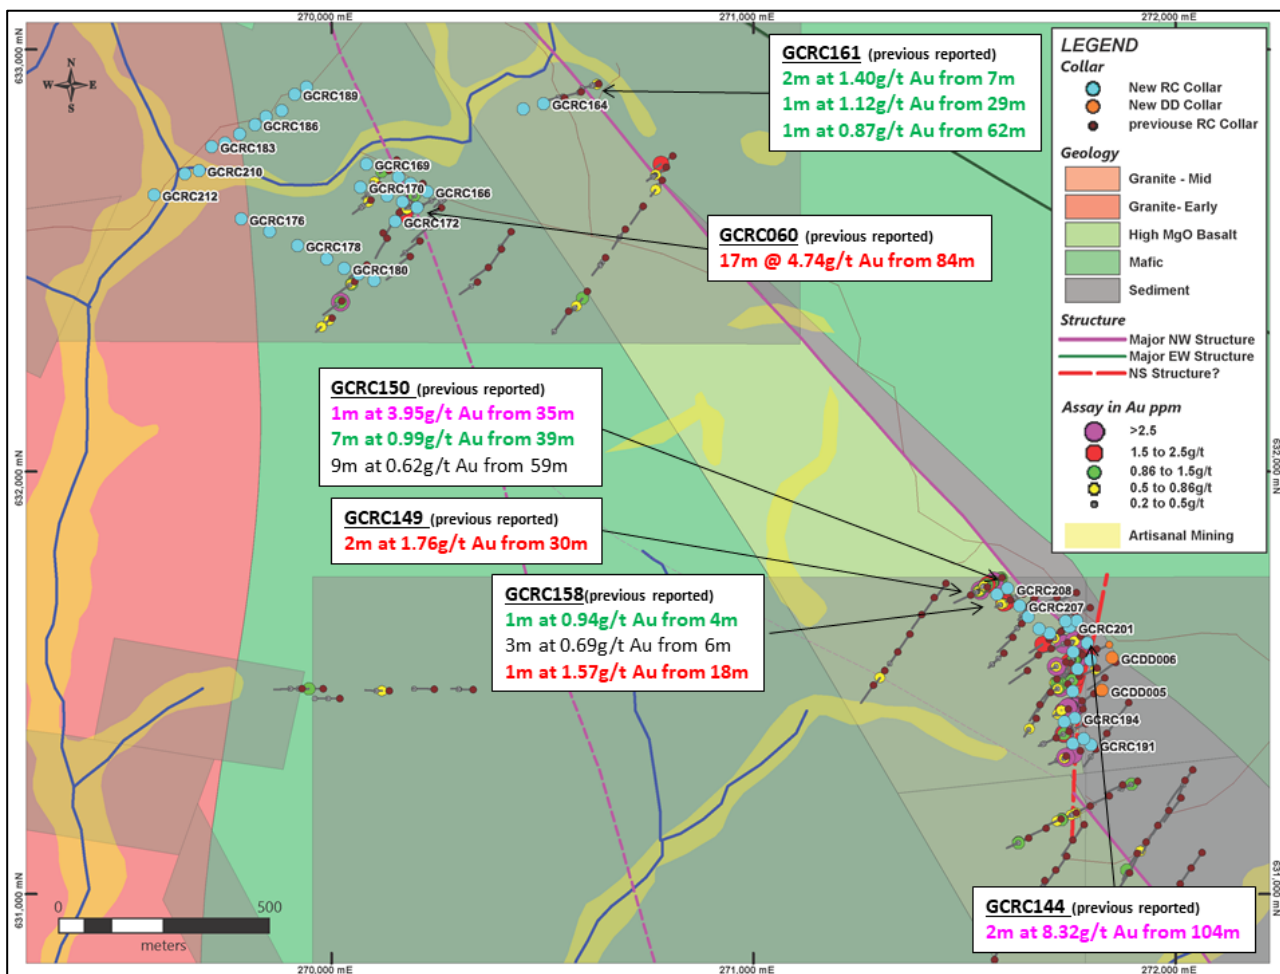 270,000 mE
271,000 mE
272,000 mE
633,000 mN
N
W E
S
GCRC189
GCRC186
GCRC183
GCRC210
GCRC212
GCRC176
GCRC178
GCRC180
GCRC169
GCRC170
GCRC166
GCRC172
GCRC164
GCRC161 (previous reported)
2m at 1.40g/t Au from 7m
1m at 1.12g/t Au from 29m
1m at 0.87g/t Au from 62m
GCRC060 (previous reported)
17m @ 4.74g/t Au from 84m
LEGEND
Collar
New RC Collar
New DD Collar
previouse RC Collar
Geology
Granite - Mid
Granite- Early
High MgO Basalt
Mafic
Sediment
Structure
Major NW Structure
Major EW Structure
NS Structure?
Assay in Au ppm
>2.5
1.5 to 2.5g/t
0.86 to 1.5g/t
0.5 to 0.86g/t
0.2 to 0.5g/t
Artisanal Mining
GCRC150 (previous reported)
1m at 3.95g/t Au from 35m
7m at 0.99g/t Au from 39m
9m at 0.62g/t Au from 59m
632,000 mN
632,000 mN
GCRC149 (previous reported)
2m at 1.76g/t Au from 30m
GCRC158(previous reported)
1m at 0.94g/t Au from 4m
3m at 0.69g/t Au from 6m
1m at 1.57g/t Au from 18m
GCRC208
GCRC207
GCRC201
GCDD006
GCDD005
GCRC194
GCRC191
GCRC144 (previous reported)
2m at 8.32g/t Au from 104m
631,000 mN
631,000 mN
0 500
meters
270,000 mE
271,000 mE
272,000 mE